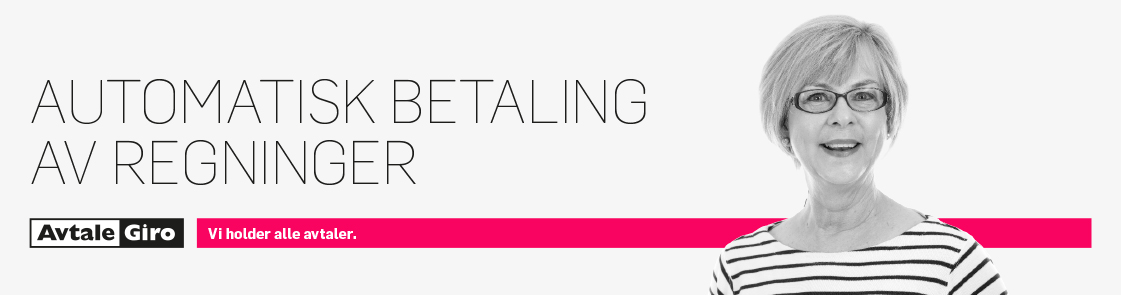 AUTOMATISK BETALING
AV REGNINGER
Avtale Giro Vi holder alle avtaler.